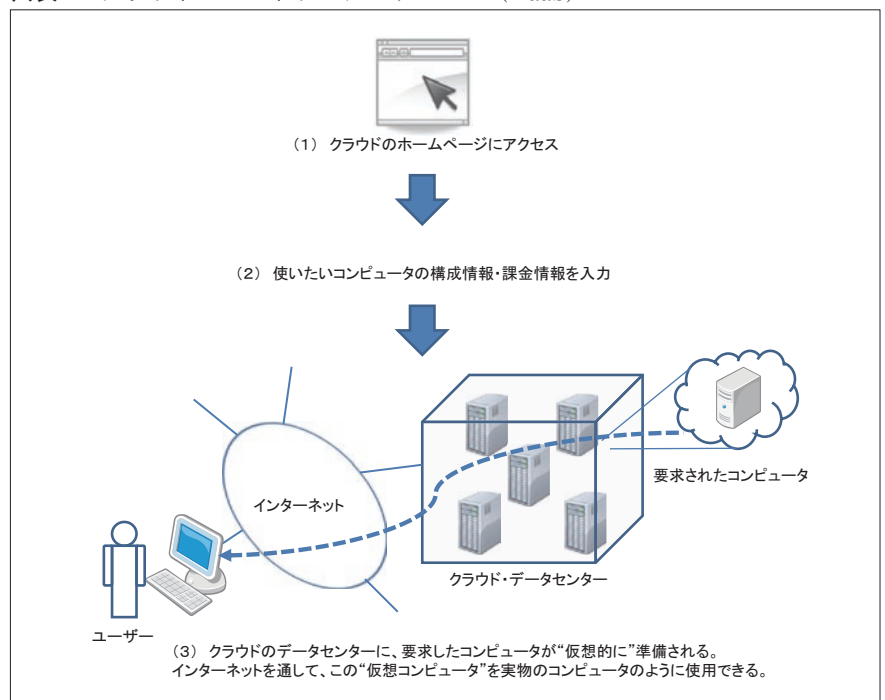 （1） クラウドのホームページにアクセス
（2） 使いたいコンピュータの構成情報・課金情報を入力
要求されたコンピュータ
インターネット
クラウド・データセンター
ユーザー
（3） クラウドのデータセンターに、要求したコンピュータが“仮想的に”準備される。
インターネットを通して、この“仮想コンピュータ”を実物のコンピュータのように使用できる。